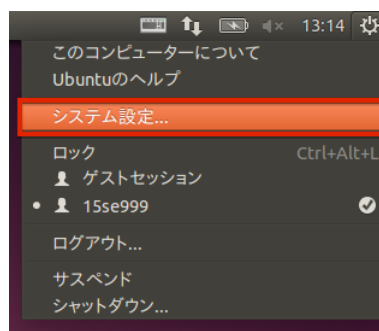 13:14
このコンピューターについて
Ubuntuのヘルプ
システム設定...
ロック Ctrl+Alt+L
ゲストセッション
15se999
ログアウト...
サスペンド
シャットダウン...